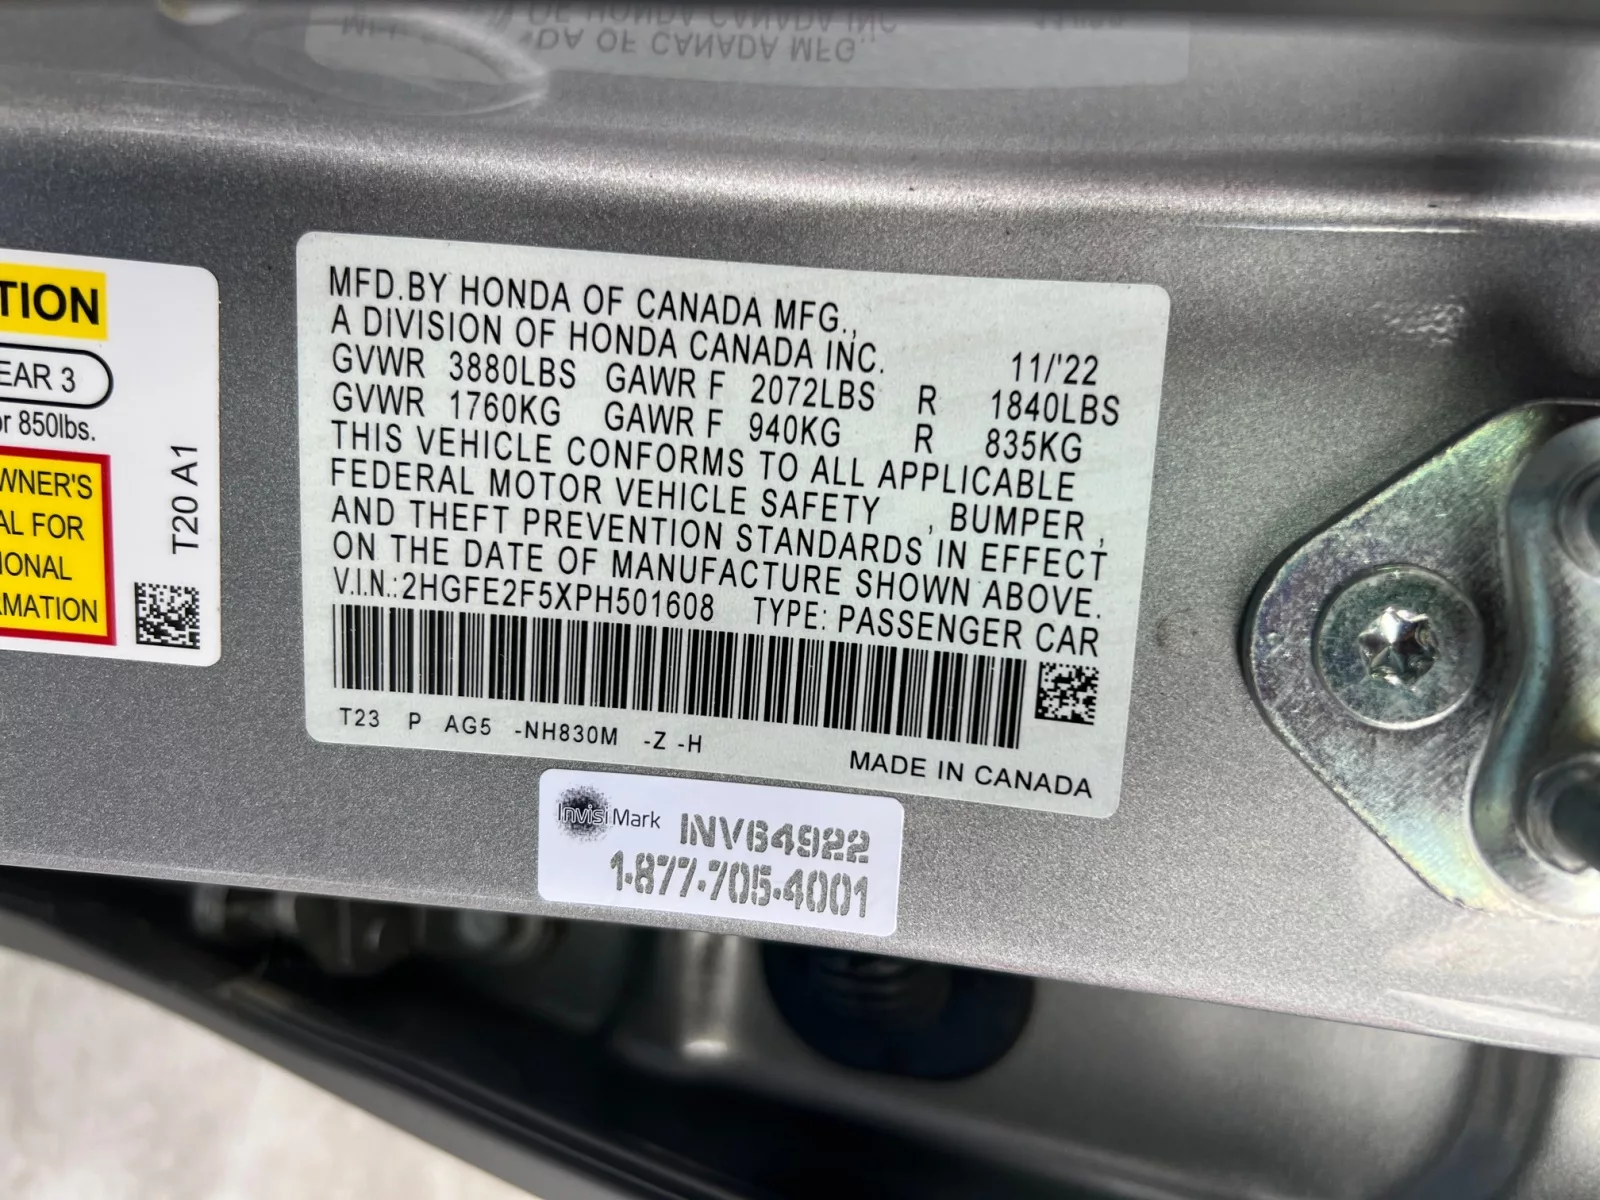 TION
EAR 3
or 850lbs.
WNER'S
AL FOR
IONAL
RMATION
T20 A1
MFD.BY HONDA OF CANADA MFG.,
A DIVISION OF HONDA CANADA INC. 11/'22
GVWR 3880LBS GAWR F 2072LBS R 1840LBS
GVWR 1760KG GAWR F 940KG R 835KG
THIS VEHICLE CONFORMS TO ALL APPLICABLE
FEDERAL MOTOR VEHICLE SAFETY , BUMPER ,
AND THEFT PREVENTION STANDARDS IN EFFECT
ON THE DATE OF MANUFACTURE SHOWN ABOVE.
V.I.N.:2HGFE2F5XPH501608 TYPE: PASSENGER CAR
T23 P AG5 -NH830M -Z -H
MADE IN CANADA
InvisiMark INV64922
1-877-705-4001